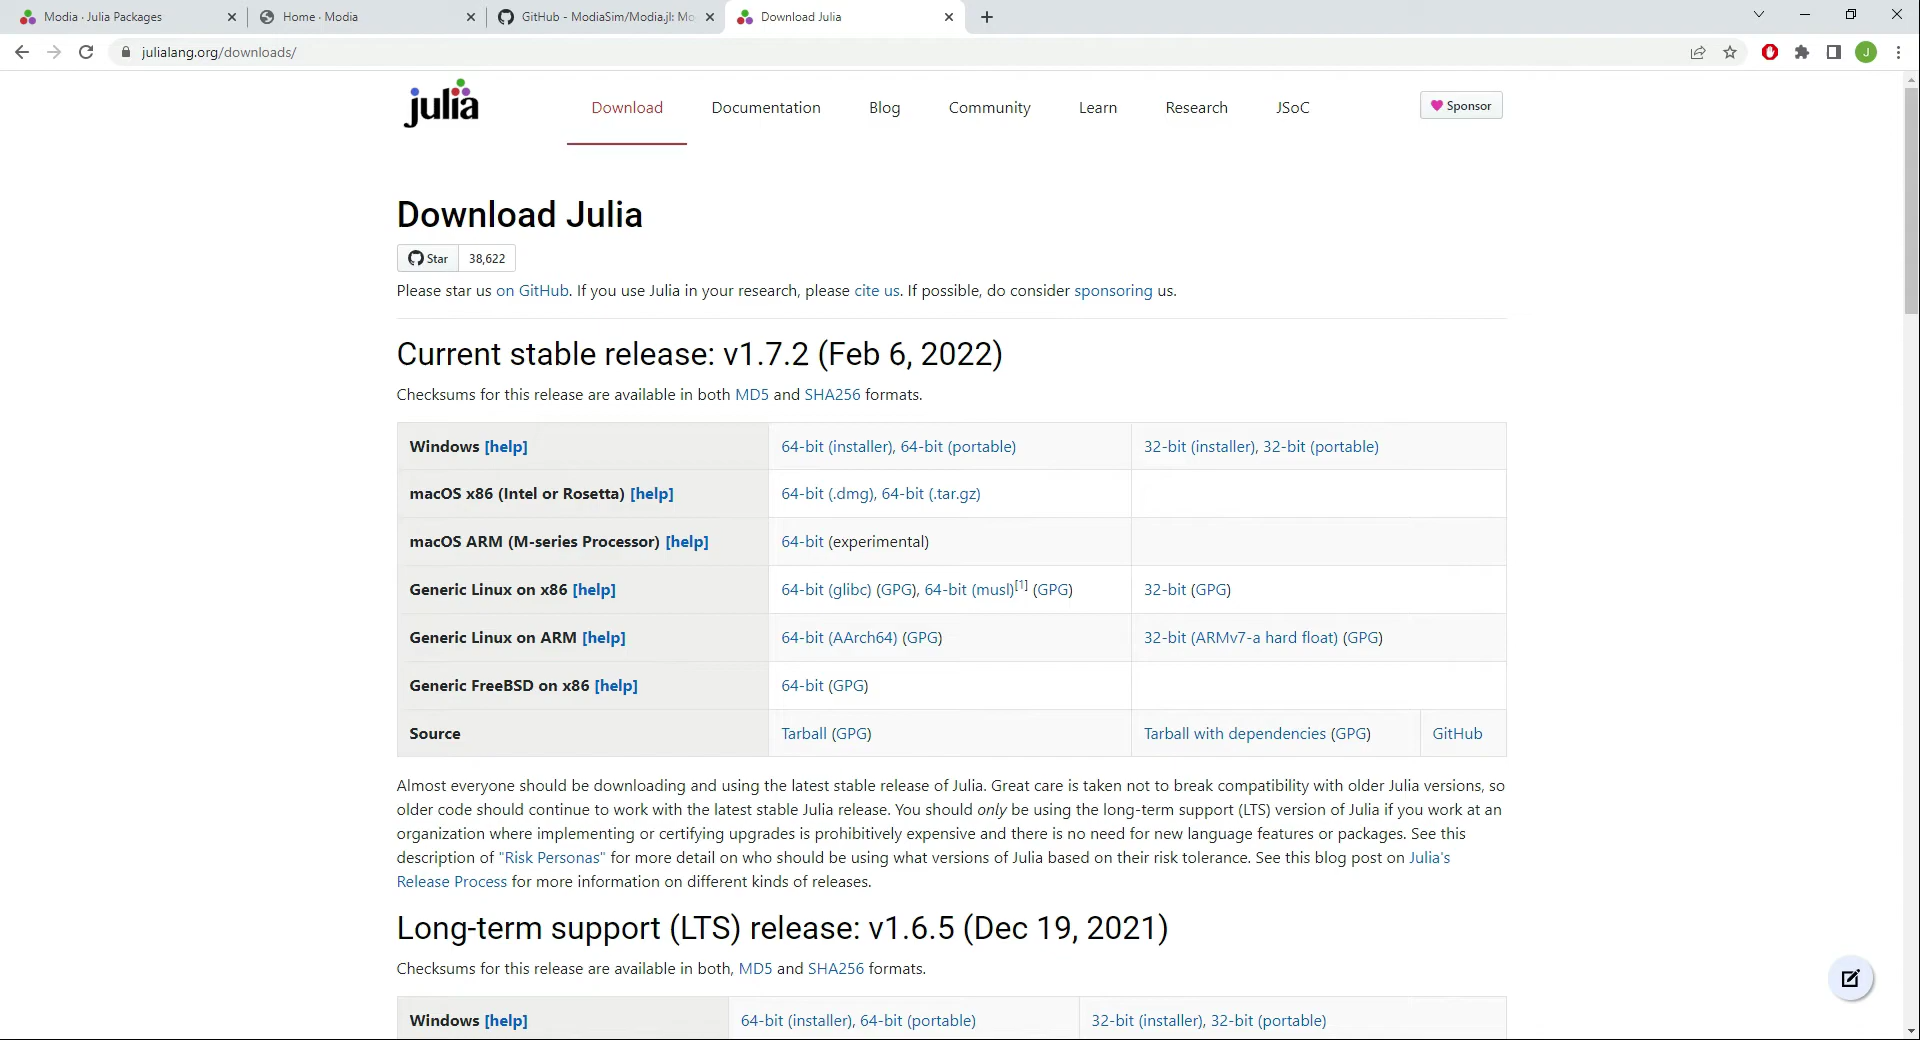 Modia · Julia Packages
Home · Modia
GitHub - ModiaSim/Modia.jl: Mo
Download Julia
julialang.org/downloads/
J
julia
Download
Documentation
Blog
Community
Learn
Research
JSoC
Sponsor
Download Julia
Star 38,622
Please star us on GitHub. If you use Julia in your research, please cite us. If possible, do consider sponsoring us.
Current stable release: v1.7.2 (Feb 6, 2022)
Checksums for this release are available in both MD5 and SHA256 formats.
Windows [help] 64-bit (installer), 64-bit (portable) 32-bit (installer), 32-bit (portable)
macOS x86 (Intel or Rosetta) [help] 64-bit (.dmg), 64-bit (.tar.gz)
macOS ARM (M-series Processor) [help] 64-bit (experimental)
Generic Linux on x86 [help] 64-bit (glibc) (GPG), 64-bit (musl)[1] (GPG) 32-bit (GPG)
Generic Linux on ARM [help] 64-bit (AArch64) (GPG) 32-bit (ARMv7-a hard float) (GPG)
Generic FreeBSD on x86 [help] 64-bit (GPG)
Source Tarball (GPG) Tarball with dependencies (GPG) GitHub
Almost everyone should be downloading and using the latest stable release of Julia. Great care is taken not to break compatibility with older Julia versions, so
older code should continue to work with the latest stable Julia release. You should only be using the long-term support (LTS) version of Julia if you work at an
organization where implementing or certifying upgrades is prohibitively expensive and there is no need for new language features or packages. See this
description of "Risk Personas" for more detail on who should be using what versions of Julia based on their risk tolerance. See this blog post on Julia's
Release Process for more information on different kinds of releases.
Long-term support (LTS) release: v1.6.5 (Dec 19, 2021)
Checksums for this release are available in both, MD5 and SHA256 formats.
Windows [help] 64-bit (installer), 64-bit (portable) 32-bit (installer), 32-bit (portable)